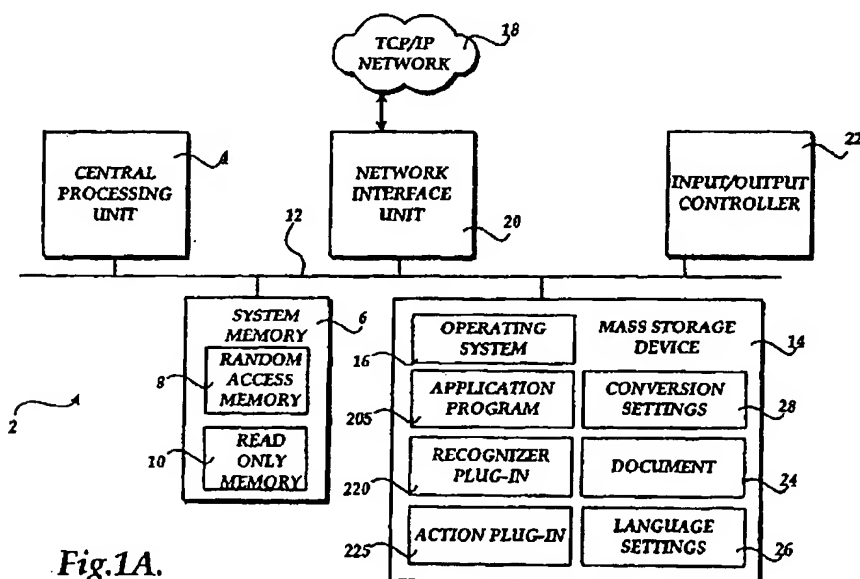 18
TCP/IP
NETWORK
4
CENTRAL
PROCESSING
UNIT
NETWORK
INTERFACE
UNIT
20
22
INPUT/OUTPUT
CONTROLLER
12
SYSTEM
MEMORY
6
RANDOM
ACCESS
MEMORY
8
READ
ONLY
MEMORY
10
2
OPERATING
SYSTEM
16
MASS STORAGE
DEVICE
14
APPLICATION
PROGRAM
205
CONVERSION
SETTINGS
28
RECOGNIZER
PLUG-IN
220
DOCUMENT
24
ACTION PLUG-IN
225
LANGUAGE
SETTINGS
26
Fig.1A.